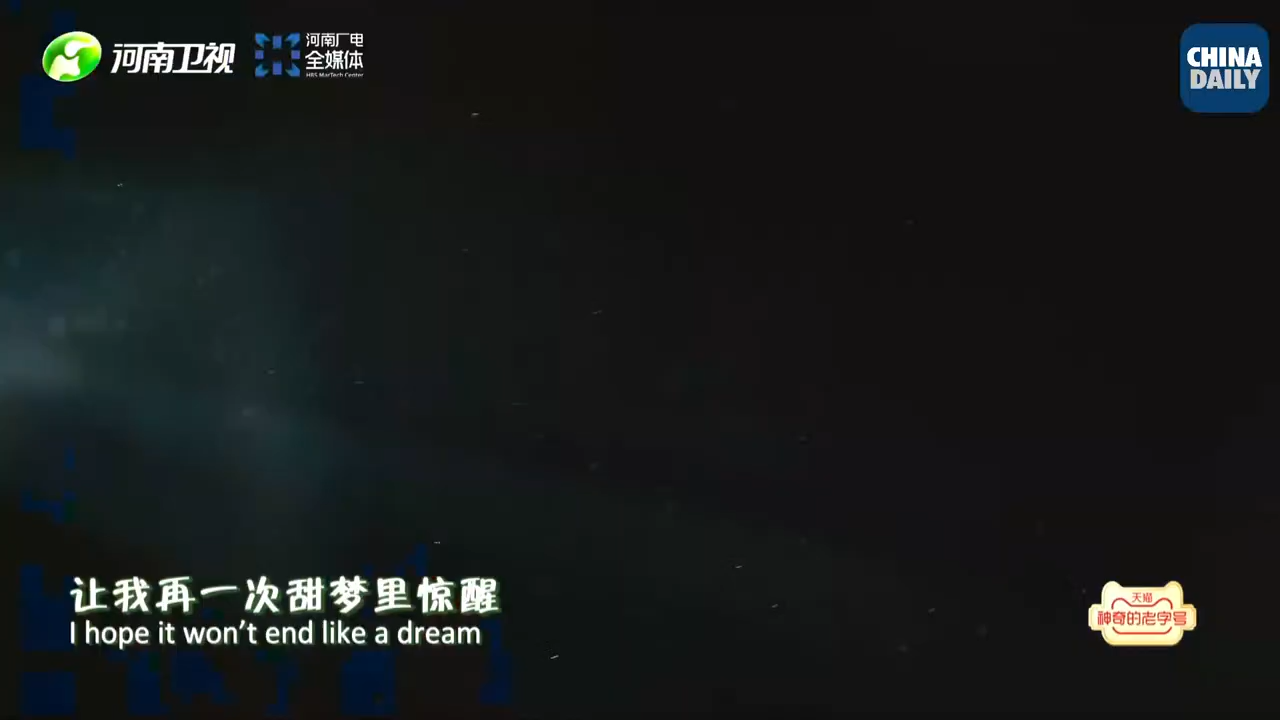 河南卫视
河南广电
全媒体
HBS MarTech Center
CHINA
DAILY
让我再一次甜梦里惊醒
I hope it won't end like a dream
天猫
神奇的老字号